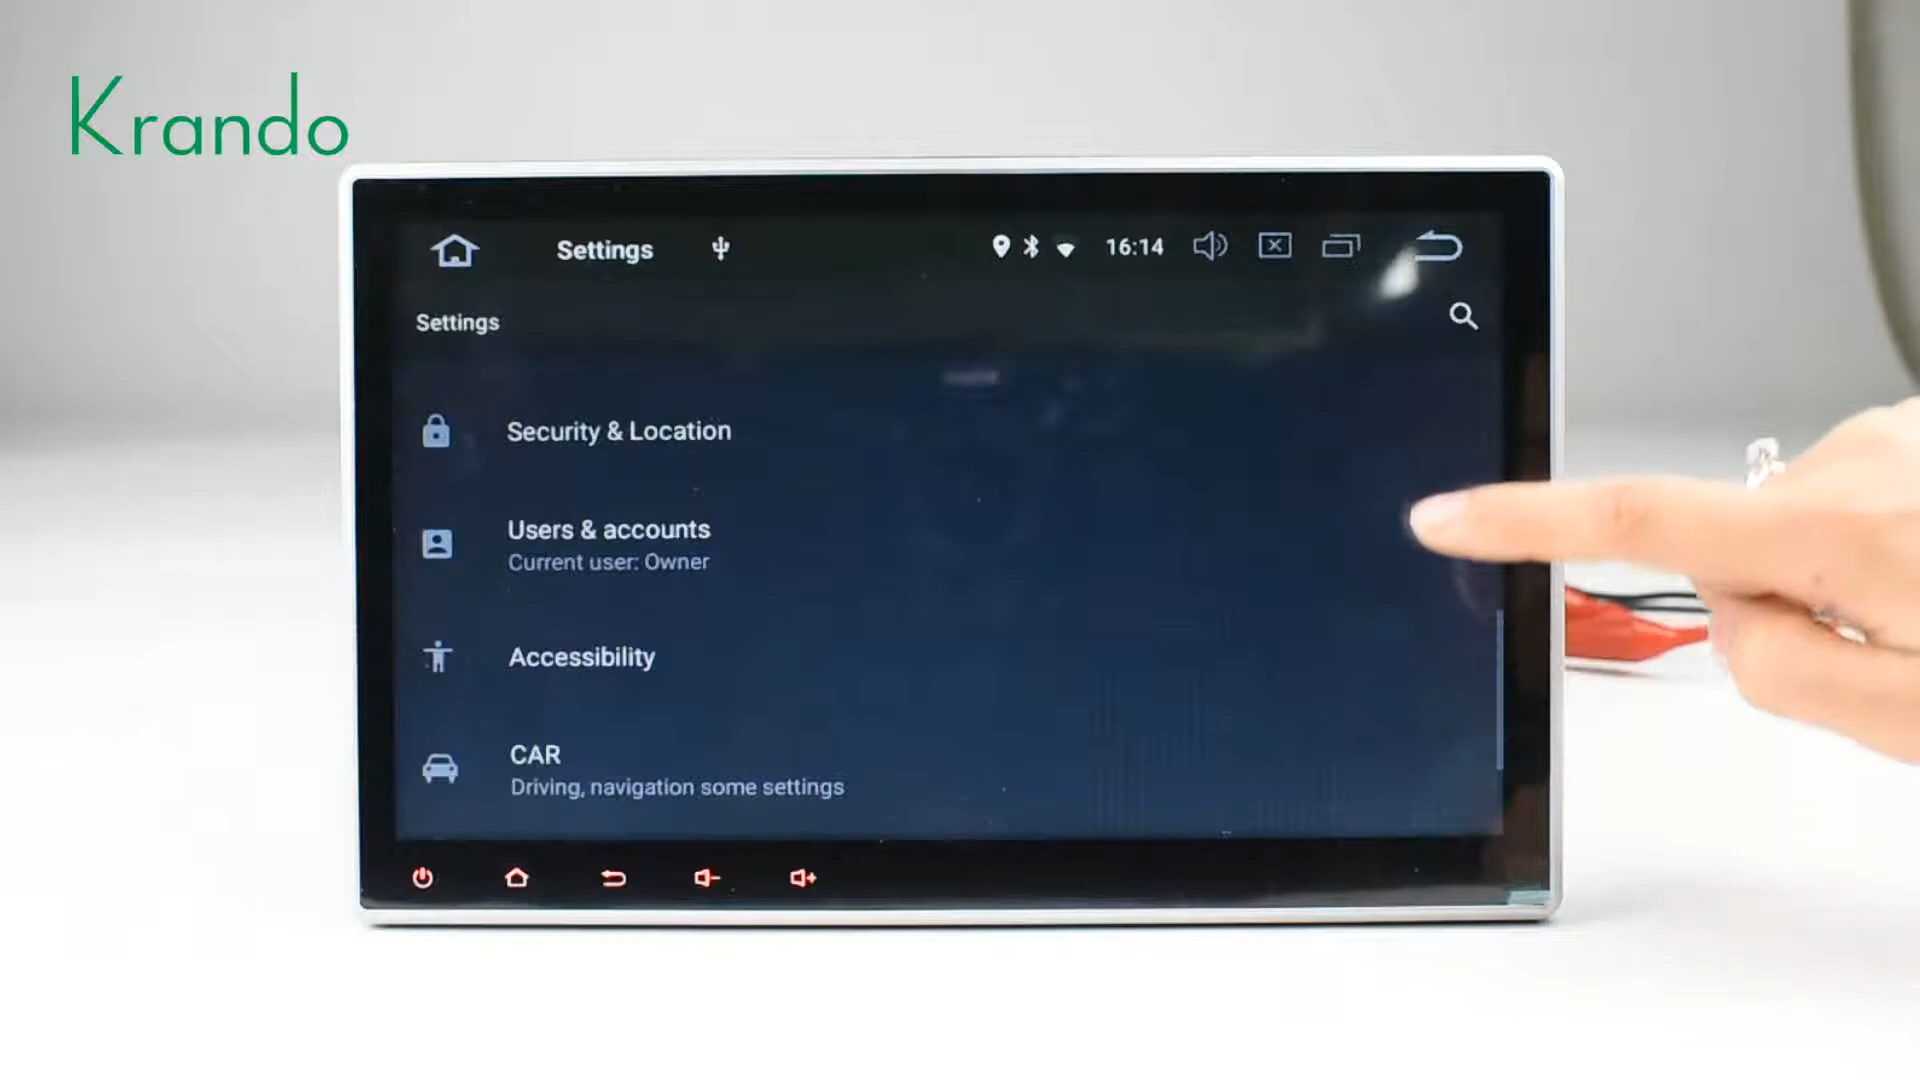 Krando
Settings
16:14
Settings
Security & Location
Users & accounts
Current user: Owner
Accessibility
CAR
Driving, navigation some settings